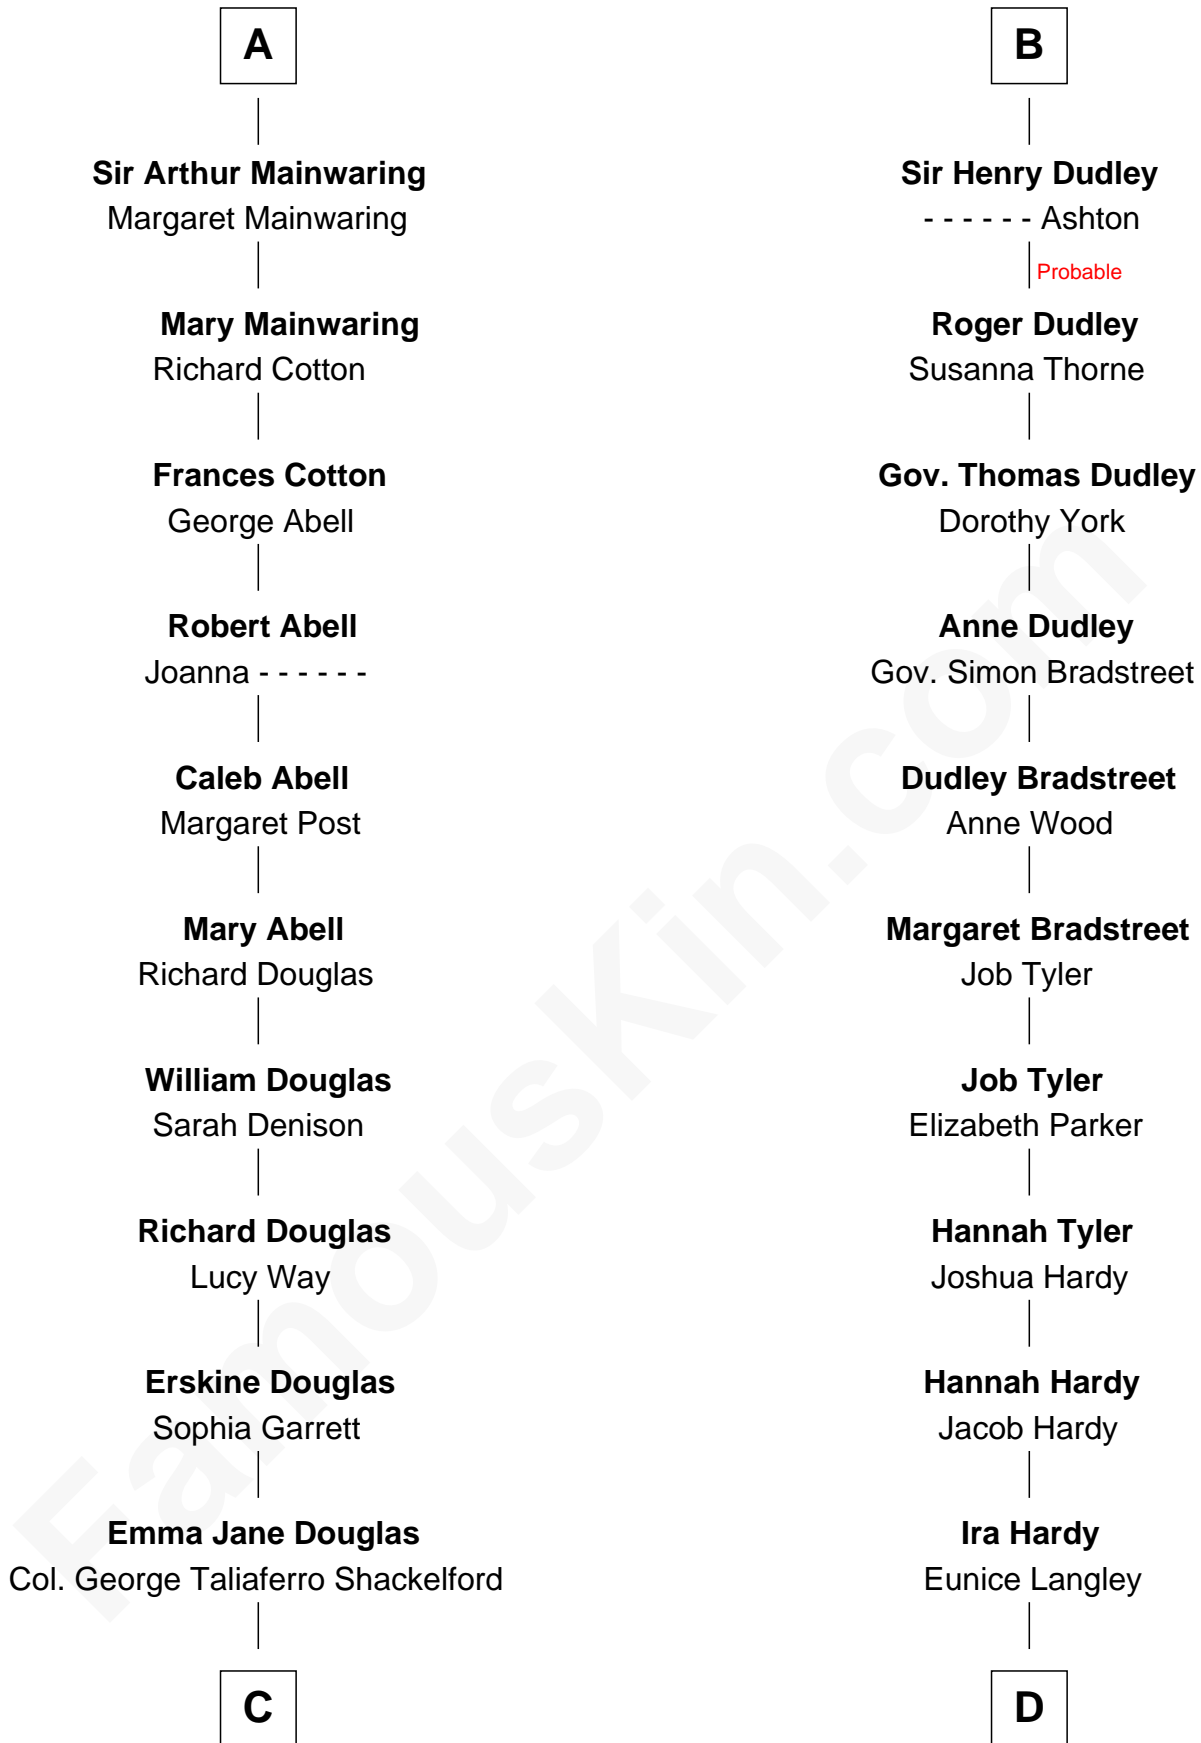 A
Sir Arthur Mainwaring
Margaret Mainwaring
Mary Mainwaring
Richard Cotton
Frances Cotton
George Abell
Robert Abell
Joanna - - - - - -
Caleb Abell
Margaret Post
Mary Abell
Richard Douglas
William Douglas
Sarah Denison
Richard Douglas
Lucy Way
Erskine Douglas
Sophia Garrett
Emma Jane Douglas
Col. George Taliaferro Shackelford
C
B
Sir Henry Dudley
- - - - - - Ashton
Probable
Roger Dudley
Susanna Thorne
Gov. Thomas Dudley
Dorothy York
Anne Dudley
Gov. Simon Bradstreet
Dudley Bradstreet
Anne Wood
Margaret Bradstreet
Job Tyler
Job Tyler
Elizabeth Parker
Hannah Tyler
Joshua Hardy
Hannah Hardy
Jacob Hardy
Ira Hardy
Eunice Langley
D
FamousKin.com